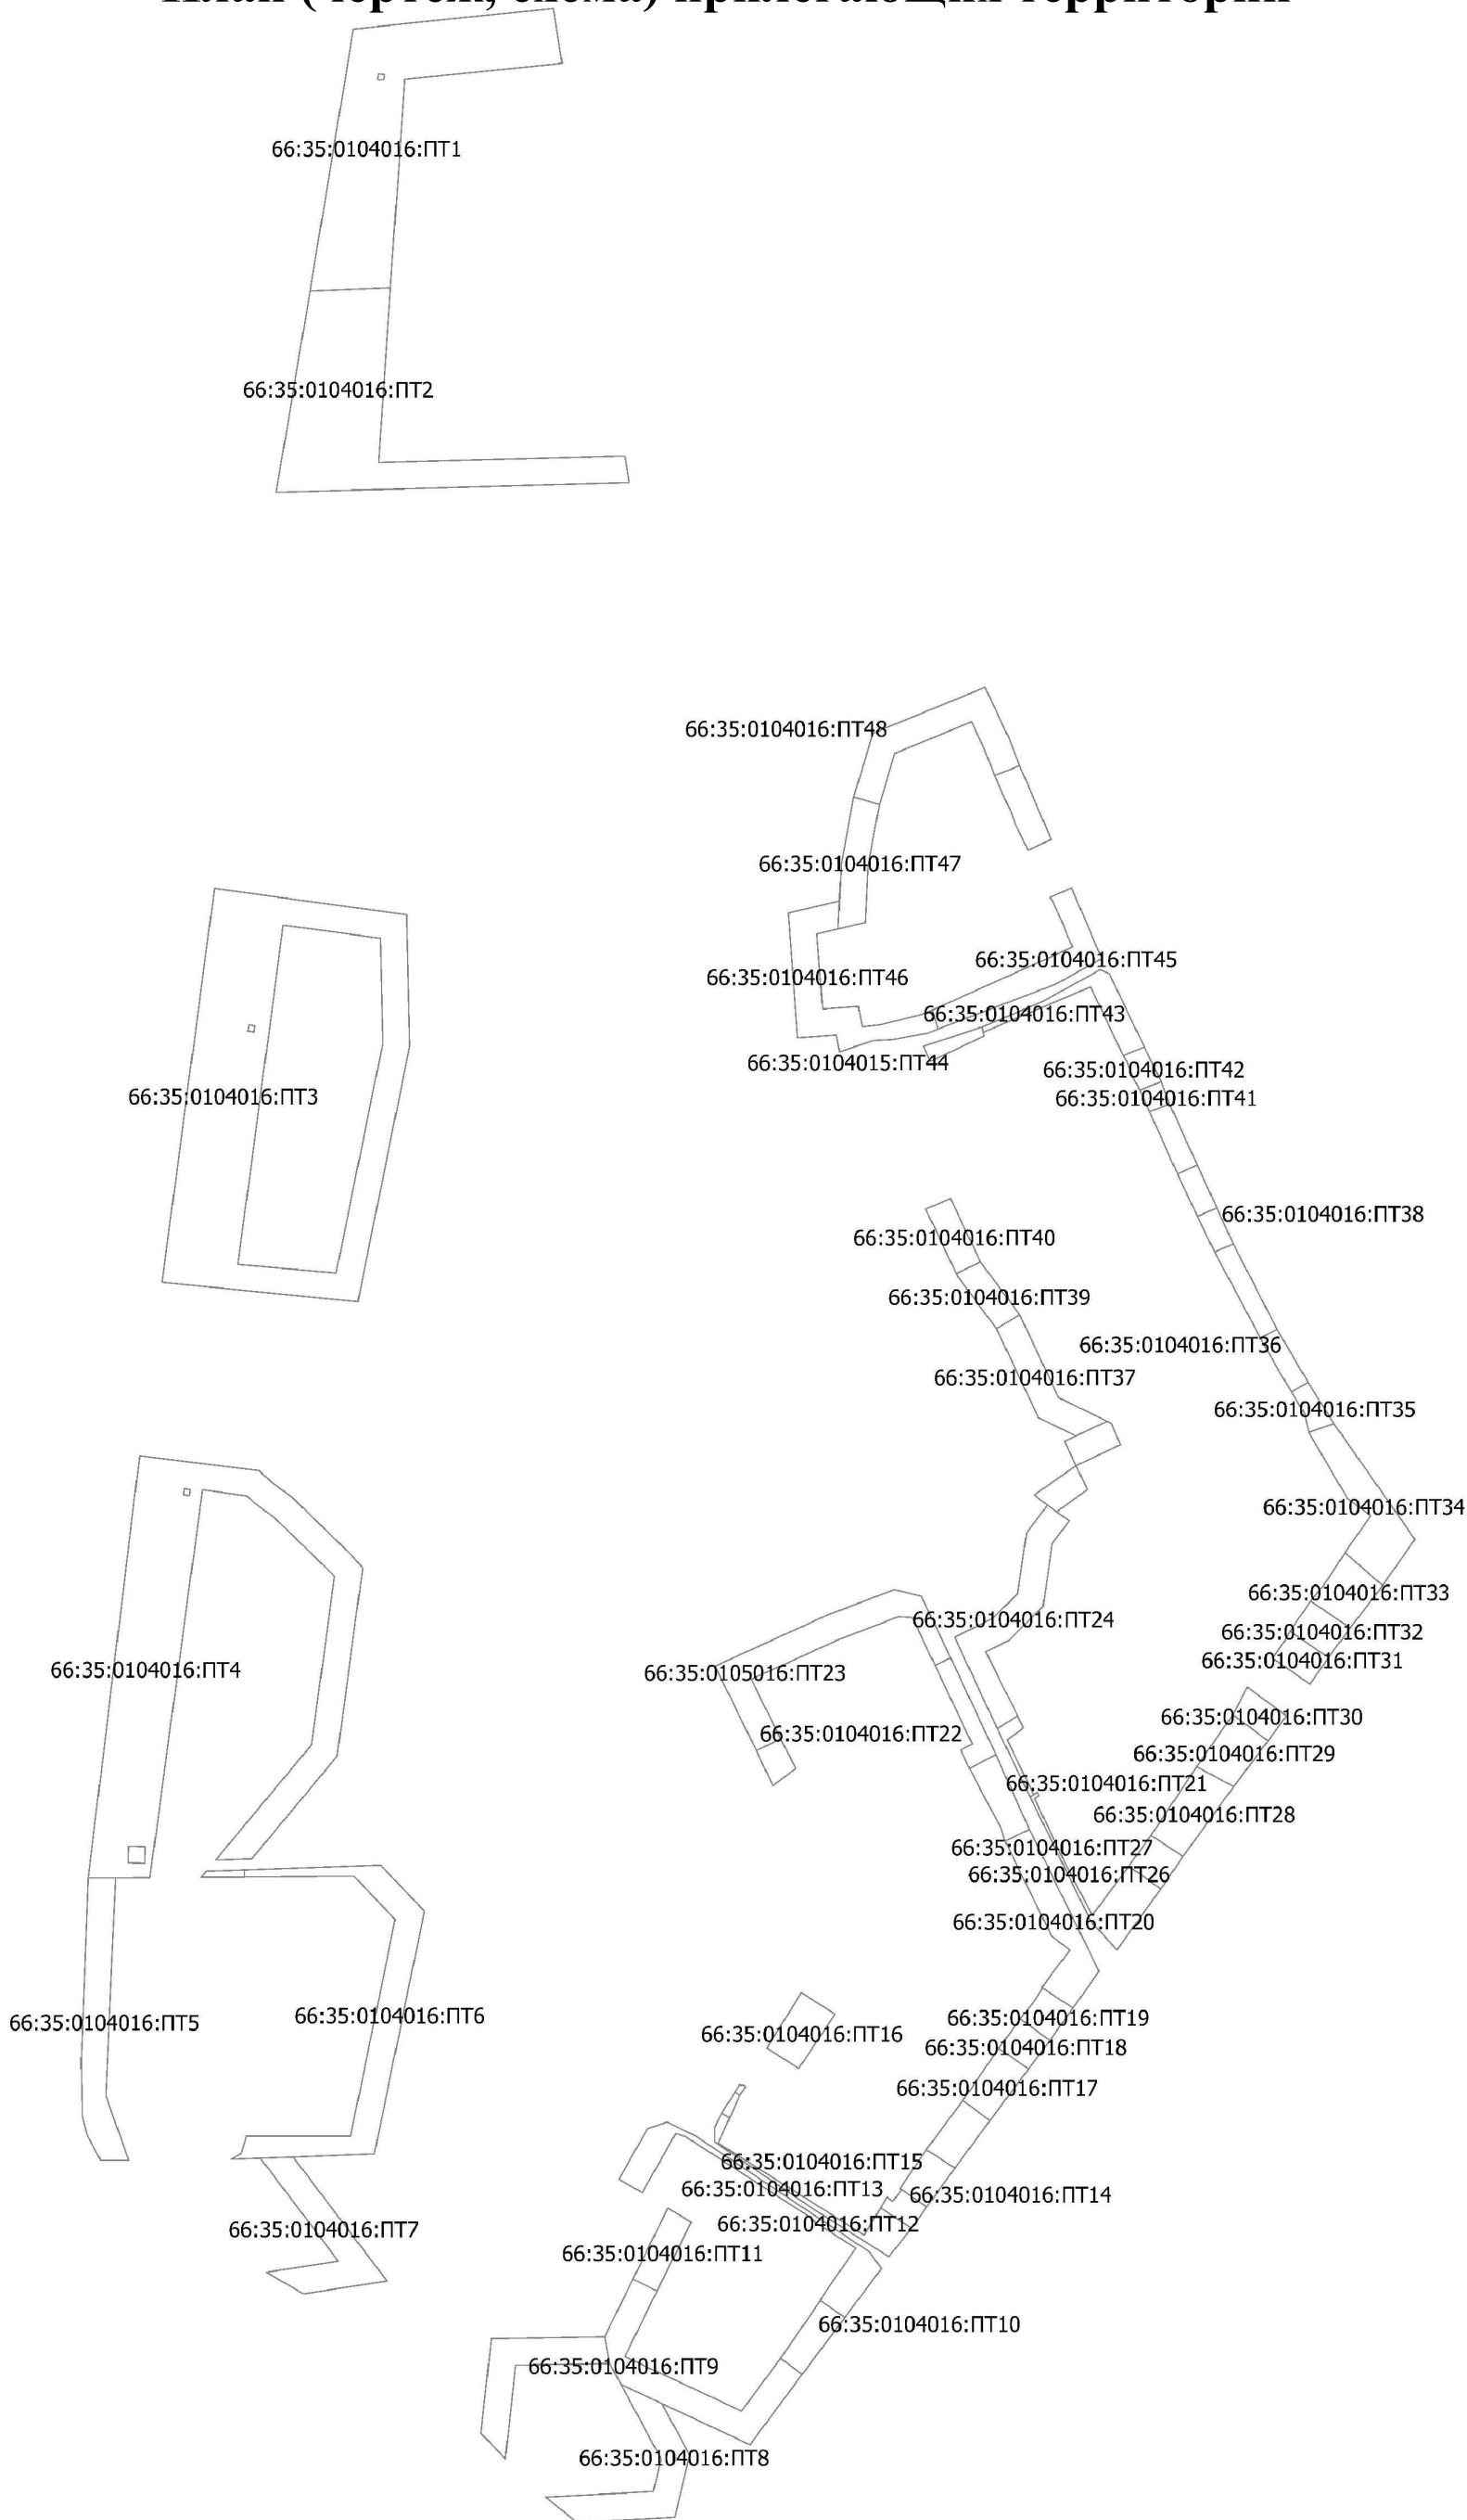 План (чертеж, схема) прилегающих территорий
66:35:0104016:ПТ1
66:35:0104016:ПТ2
66:35:0104016:ПТ48
66:35:0104016:ПТ47
66:35:0104016:ПТ45
66:35:0104016:ПТ46
66:35:0104016:ПТ43
66:35:0104015:ПТ44
66:35:0104016:ПТ42
66:35:0104016:ПТ3
66:35:0104016:ПТ41
66:35:0104016:ПТ38
66:35:0104016:ПТ40
66:35:0104016:ПТ39
66:35:0104016:ПТ36
66:35:0104016:ПТ37
66:35:0104016:ПТ35
66:35:0104016:ПТ34
66:35:0104016:ПТ33
66:35:0104016:ПТ24
66:35:0104016:ПТ32
66:35:0104016:ПТ31
66:35:0104016:ПТ4
66:35:0105016:ПТ23
66:35:0104016:ПТ30
66:35:0104016:ПТ22
66:35:0104016:ПТ29
66:35:0104016:ПТ21
66:35:0104016:ПТ28
66:35:0104016:ПТ27
66:35:0104016:ПТ26
66:35:0104016:ПТ20
66:35:0104016:ПТ6
66:35:0104016:ПТ19
66:35:0104016:ПТ5
66:35:0104016:ПТ16
66:35:0104016:ПТ18
66:35:0104016:ПТ17
66:35:0104016:ПТ15
66:35:0104016:ПТ13
66:35:0104016:ПТ14
66:35:0104016:ПТ12
66:35:0104016:ПТ7
66:35:0104016:ПТ11
66:35:0104016:ПТ10
66:35:0104016:ПТ9
66:35:0104016:ПТ8